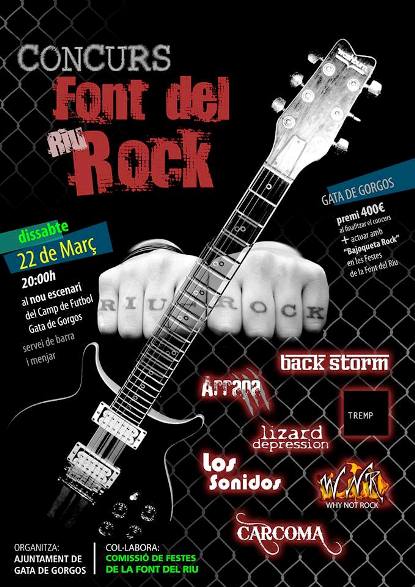 CONCURS
Font del
Riu Rock
GATA DE GORGOS
premi 400€
al finalitzar el concurs
+ actuar amb
"Bajoqueta Rock"
en les Festes
de la Font del Riu
dissabte
22 de Març
20:00h
al nou escenari
del Camp de Futbol
Gata de Gorgos
servei de barra
i menjar
RIUA ROCK
back storm
Arrapa
TREMP
lizard
depression
Los
Sonidos
W.N.R.
WHY NOT ROCK
CARCOMA
ORGANITZA:
AJUNTAMENT DE
GATA DE GORGOS
COL·LABORA:
COMISSIÓ DE FESTES
DE LA FONT DEL RIU